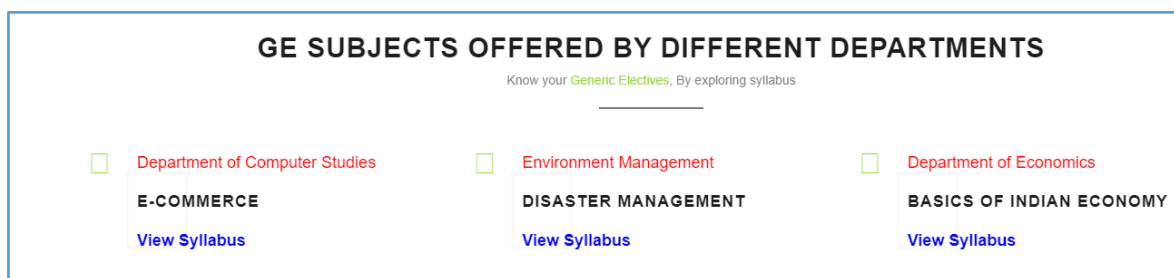 GE SUBJECTS OFFERED BY DIFFERENT DEPARTMENTS
Know your Generic Electives, By exploring syllabus
Department of Computer Studies
E-COMMERCE
View Syllabus
Environment Management
DISASTER MANAGEMENT
View Syllabus
Department of Economics
BASICS OF INDIAN ECONOMY
View Syllabus